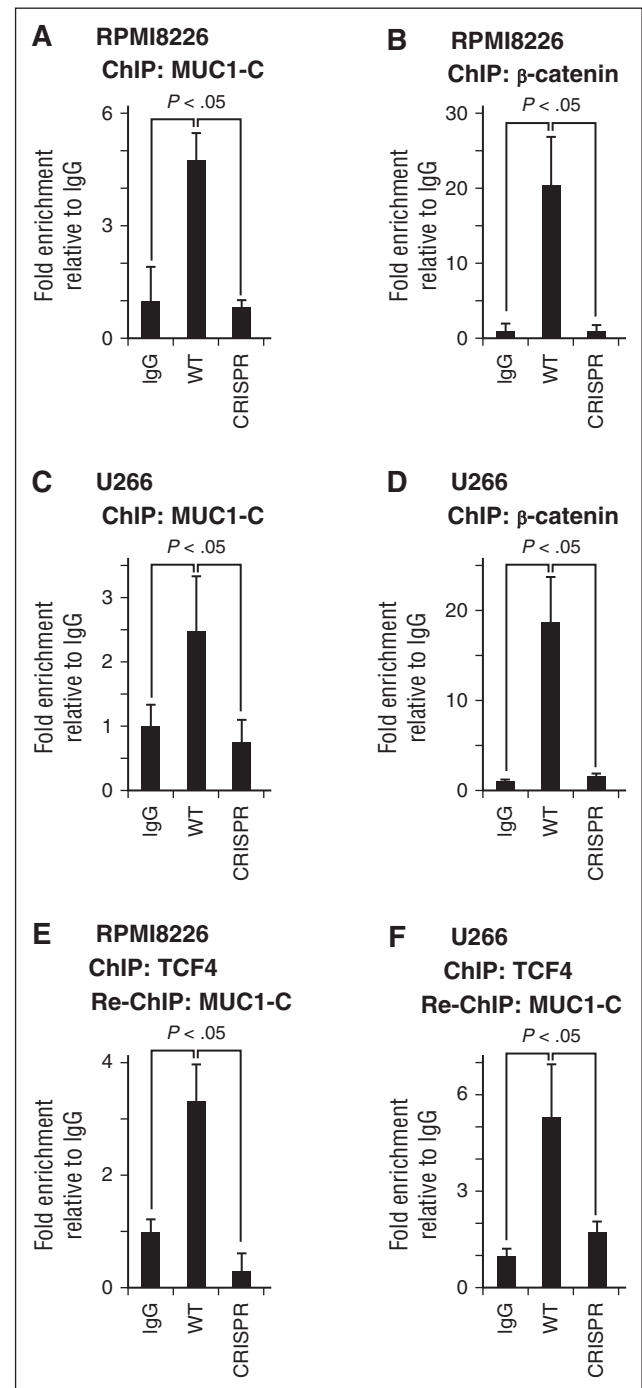 A RPMI8226
ChIP: MUC1-C
P < .05
Fold enrichment
relative to IgG
6
3
0
IgG
WT
CRISPR
B RPMI8226
ChIP: β-catenin
P < .05
Fold enrichment
relative to IgG
30
20
10
0
IgG
WT
CRISPR
C U266
ChIP: MUC1-C
P < .05
Fold enrichment
relative to IgG
3
2
1
0
IgG
WT
CRISPR
D U266
ChIP: β-catenin
P < .05
Fold enrichment
relative to IgG
20
10
0
IgG
WT
CRISPR
E RPMI8226
ChIP: TCF4
Re-ChIP: MUC1-C
P < .05
Fold enrichment
relative to IgG
4
2
0
IgG
WT
CRISPR
F U266
ChIP: TCF4
Re-ChIP: MUC1-C
P < .05
Fold enrichment
relative to IgG
6
3
0
IgG
WT
CRISPR